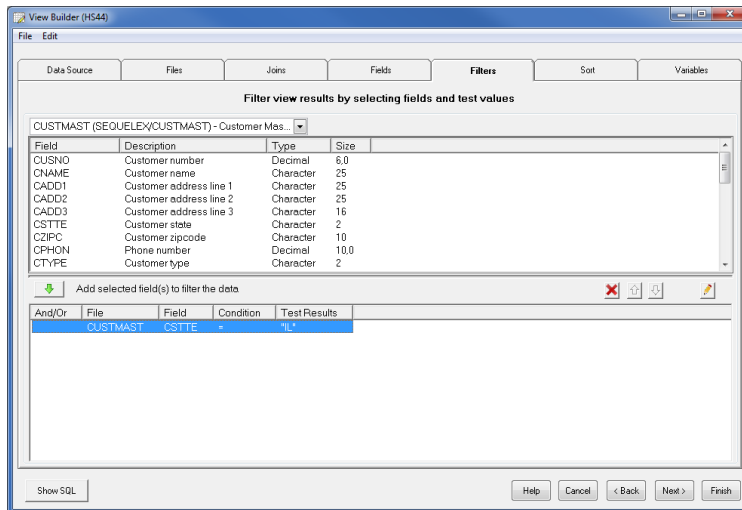 View Builder (HS44)
File Edit
Data Source Files Joins Fields Filters Sort Variables
Filter view results by selecting fields and test values
CUSTMAST (SEQUELEX/CUSTMAST) - Customer Mas...
Field Description Type Size
CUSNO Customer number Decimal 6,0
CNAME Customer name Character 25
CADD1 Customer address line 1 Character 25
CADD2 Customer address line 2 Character 25
CADD3 Customer address line 3 Character 16
CSTTE Customer state Character 2
CZIPC Customer zipcode Character 10
CPHON Phone number Decimal 10,0
CTYPE Customer type Character 2
Add selected field(s) to filter the data
And/Or File Field Condition Test Results
CUSTMAST CSTTE = "IL"
Show SQL Help Cancel < Back Next > Finish